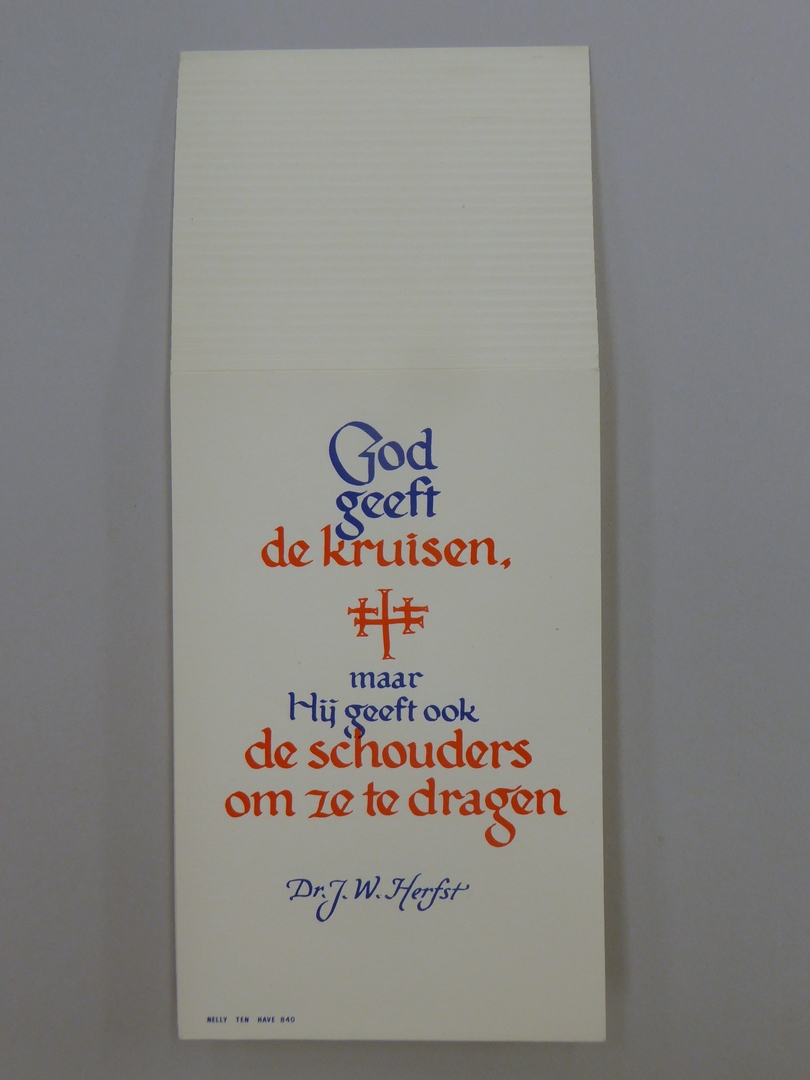 God
geeft
de kruisen,
maar
Hij geeft ook
de schouders
om ze te dragen
Dr. J. W. Herfst
NELLY TEN HAVE 840